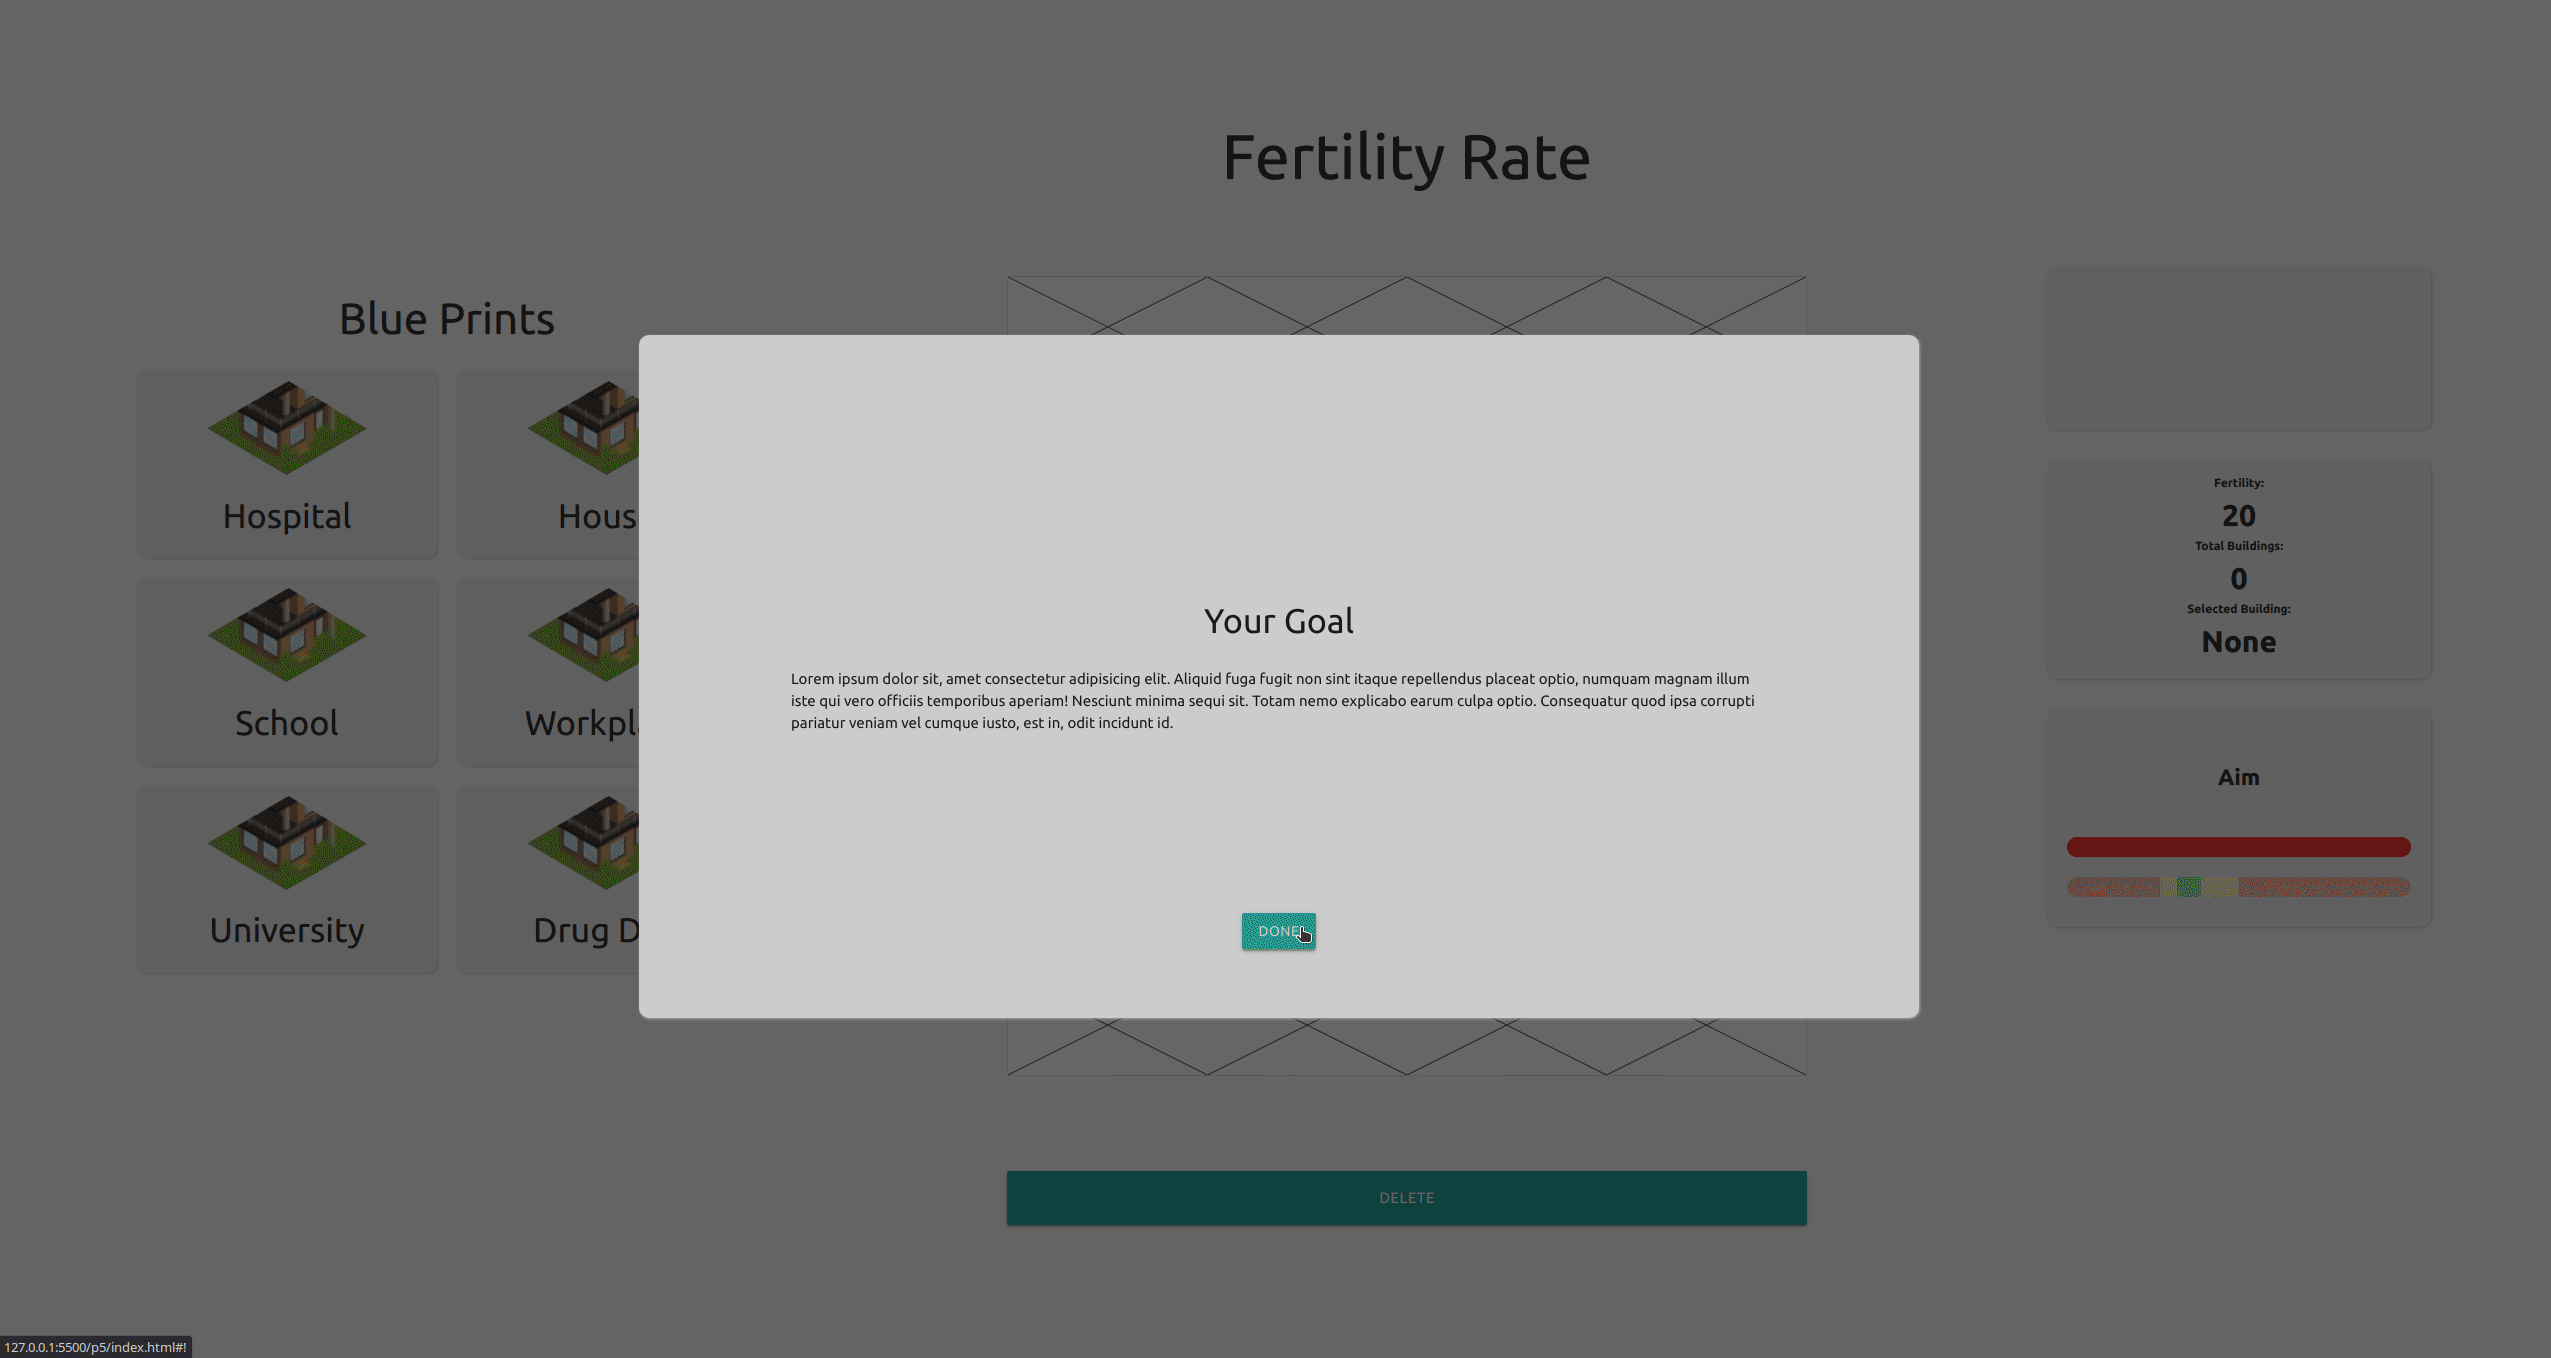 Fertility Rate
Blue Prints
Hospital
Hous
School
Workpl
University
Drug D
Your Goal
Lorem ipsum dolor sit, amet consectetur adipisicing elit. Aliquid fuga fugit non sint itaque repellendus placeat optio, numquam magnam illum
iste qui vero officiis temporibus aperiam! Nesciunt minima sequi sit. Totam nemo explicabo earum culpa optio. Consequatur quod ipsa corrupti
pariatur veniam vel cumque iusto, est in, odit incidunt id.
DONE
Fertility:
20
Total Buildings:
0
Selected Building:
None
Aim
DELETE
127.0.0.1:5500/p5/index.html#!